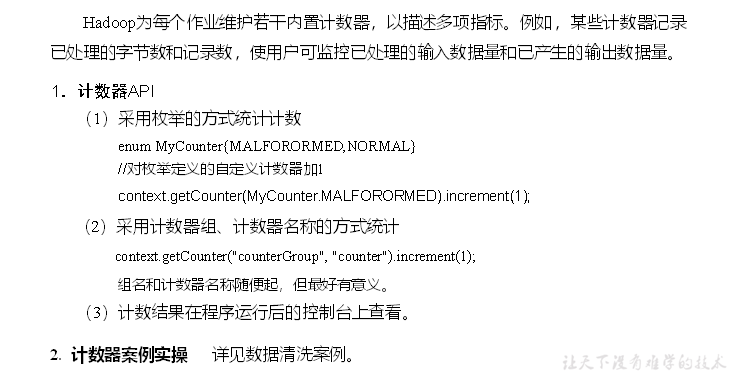 Hadoop为每个作业维护若干内置计数器，以描述多项指标。例如，某些计数器记录
已处理的字节数和记录数，使用户可监控已处理的输入数据量和已产生的输出数据量。
1．计数器API
（1）采用枚举的方式统计计数
enum MyCounter{MALFORORMED,NORMAL}
//对枚举定义的自定义计数器加1
context.getCounter(MyCounter.MALFORORMED).increment(1);
（2）采用计数器组、计数器名称的方式统计
context.getCounter("counterGroup", "counter").increment(1);
组名和计数器名称随便起，但最好有意义。
（3）计数结果在程序运行后的控制台上查看。
2. 计数器案例实操 详见数据清洗案例。
让天下没有难学的技术